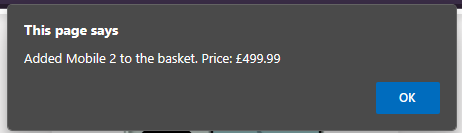 This page says
Added Mobile 2 to the basket. Price: £499.99
OK